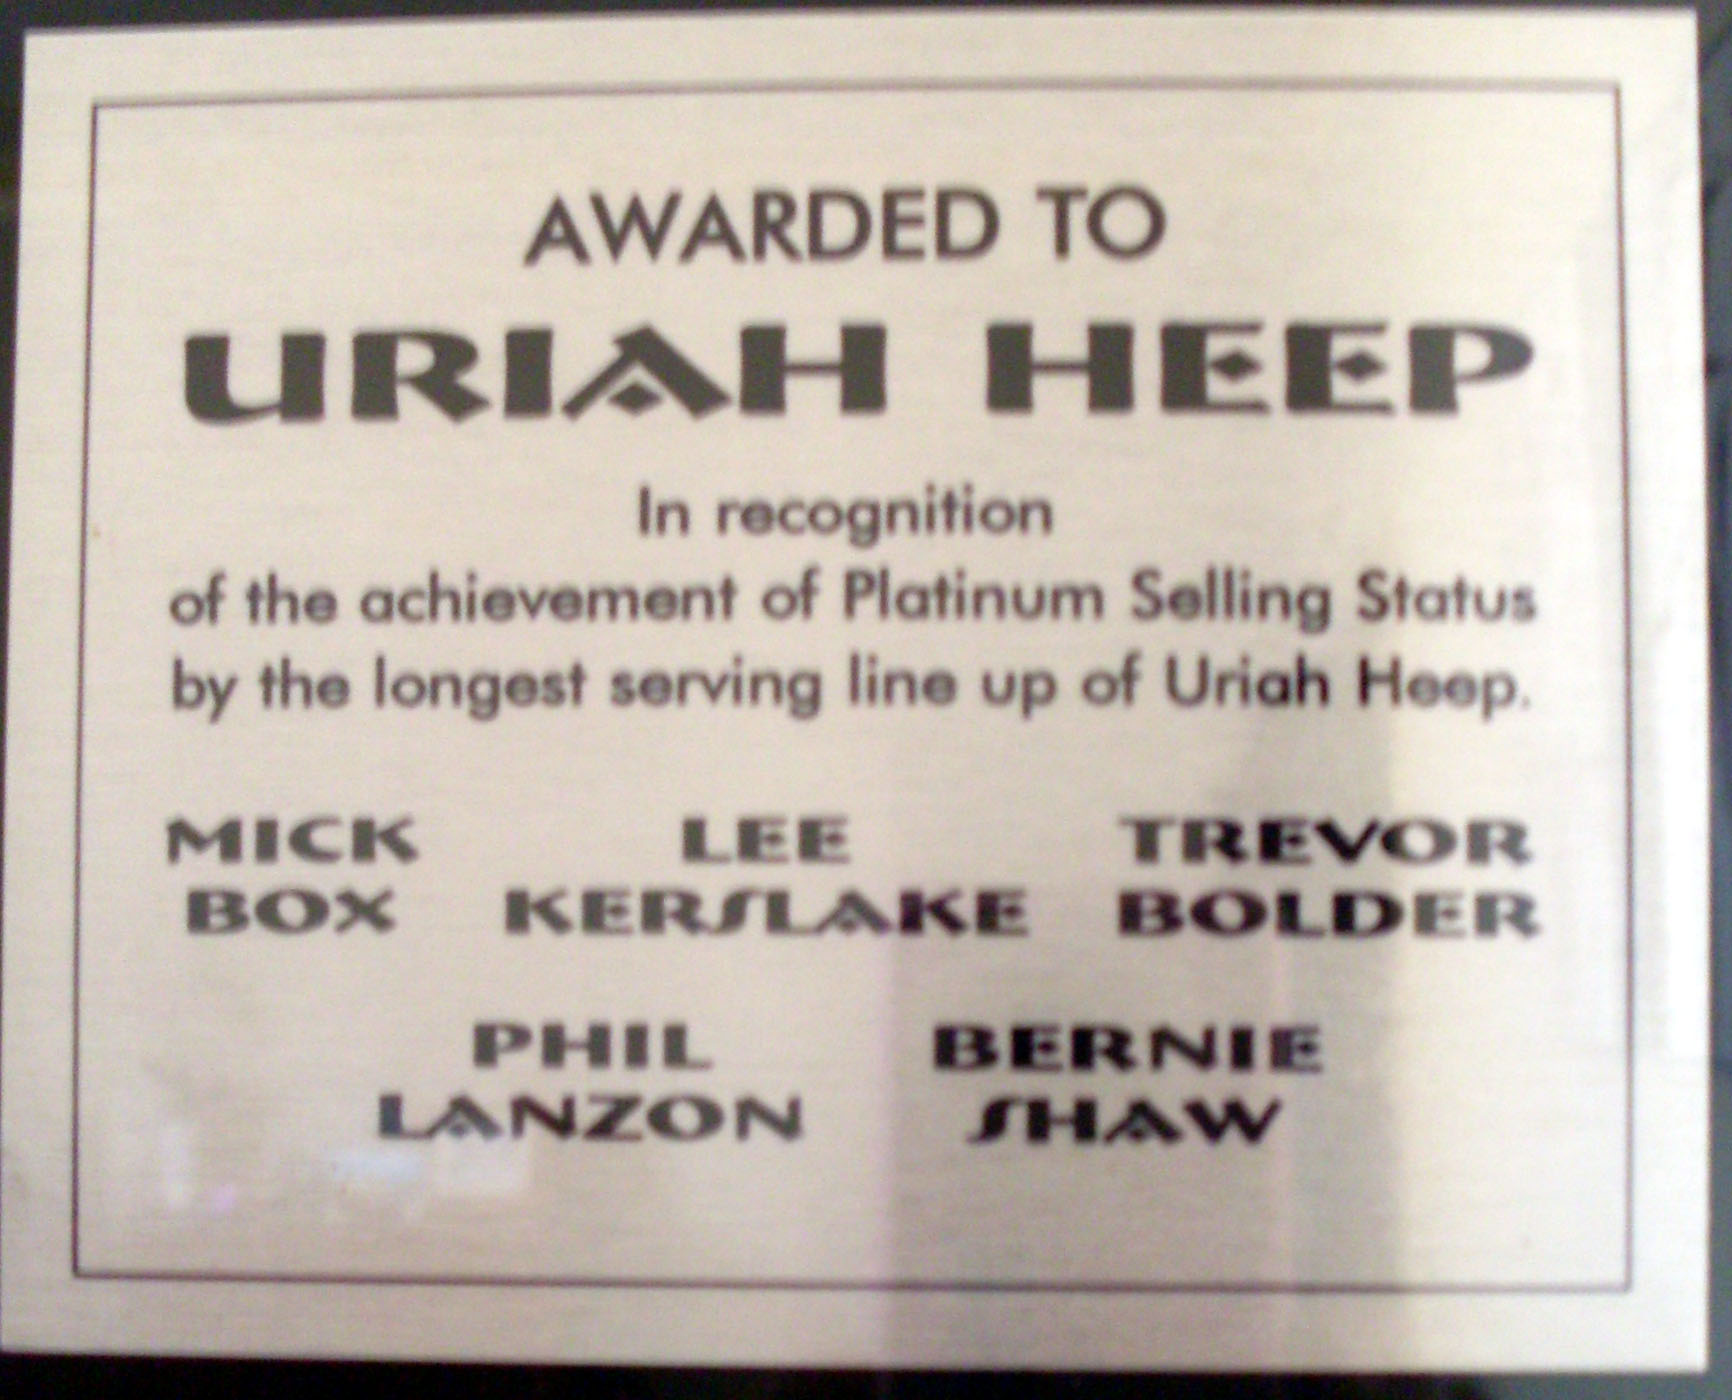 AWARDED TO
URIAH HEEP
In recognition
of the achievement of Platinum Selling Status
by the longest serving line up of Uriah Heep.
MICK LEE TREVOR
BOX KERSLAKE BOLDER
PHIL BERNIE
LANZON SHAW